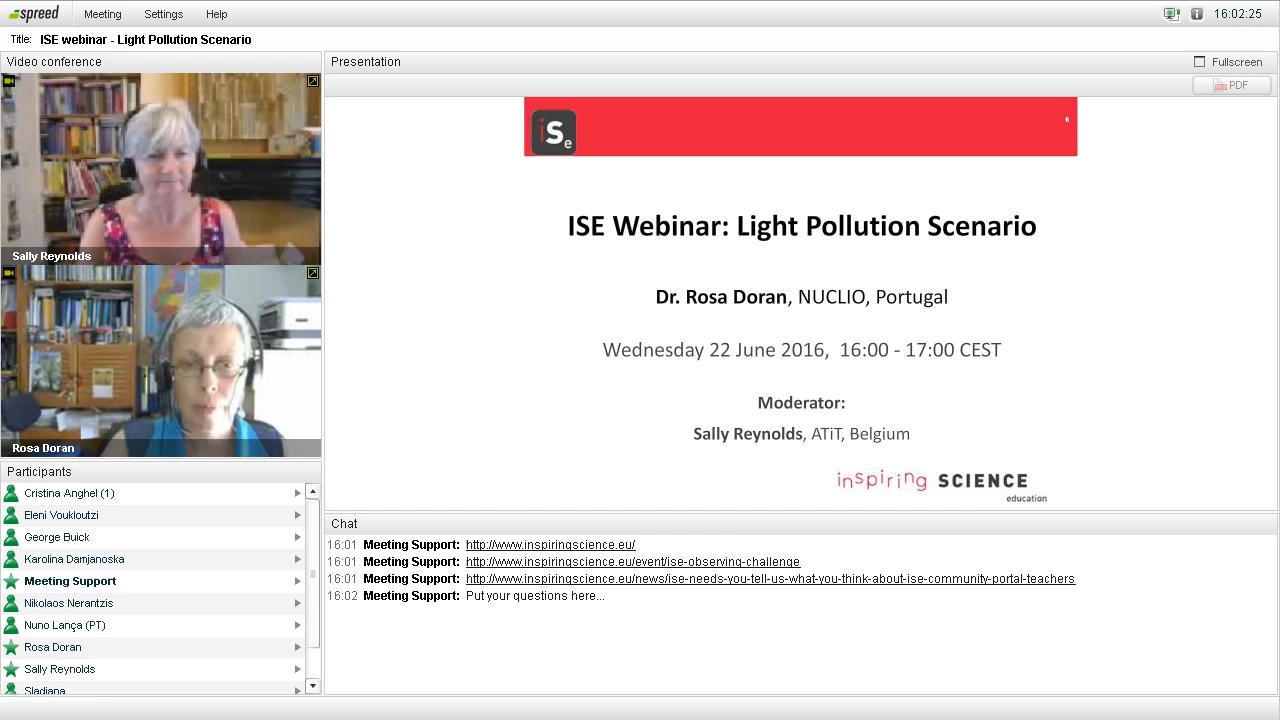 spreed Meeting Settings Help 16:02:25
Title: ISE webinar - Light Pollution Scenario
Video conference
Sally Reynolds
Rosa Doran
Participants
Cristina Anghel (1)
Eleni Voukloutzi
George Buick
Karolina Damjanoska
Meeting Support
Nikolaos Nerantzis
Nuno Lança (PT)
Rosa Doran
Sally Reynolds
Sladjana
Presentation Fullscreen
PDF
iSe 6
ISE Webinar: Light Pollution Scenario
Dr. Rosa Doran, NUCLIO, Portugal
Wednesday 22 June 2016, 16:00 - 17:00 CEST
Moderator:
Sally Reynolds, ATiT, Belgium
inspiring SCIENCE
education
Chat
16:01 Meeting Support: http://www.inspiringscience.eu/
16:01 Meeting Support: http://www.inspiringscience.eu/event/ise-observing-challenge
16:01 Meeting Support: http://www.inspiringscience.eu/news/ise-needs-you-tell-us-what-you-think-about-ise-community-portal-teachers
16:02 Meeting Support: Put your questions here...